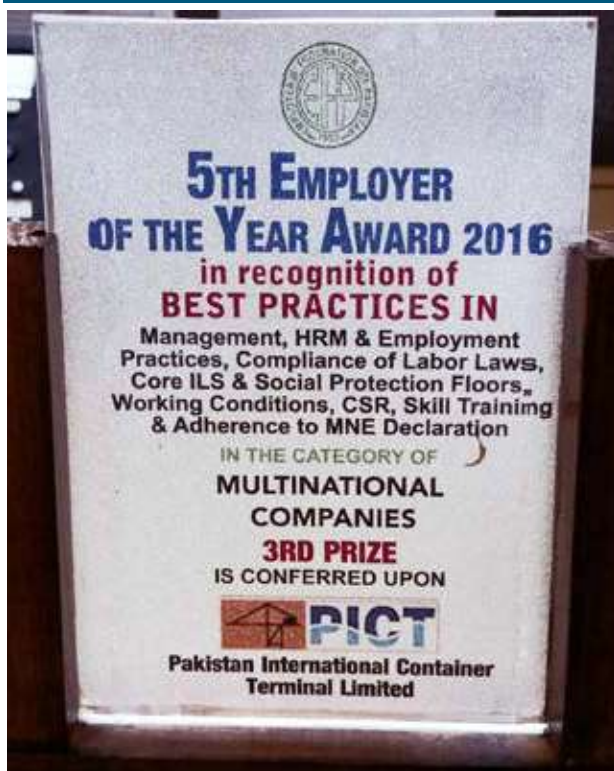 5TH EMPLOYER
OF THE YEAR AWARD 2016
in recognition of
BEST PRACTICES IN
Management, HRM & Employment
Practices, Compliance of Labor Laws,
Core ILS & Social Protection Floors,
Working Conditions, CSR, Skill Training
& Adherence to MNE Declaration
IN THE CATEGORY OF
MULTINATIONAL
COMPANIES
3RD PRIZE
IS CONFERRED UPON
PICT
Pakistan International Container
Terminal Limited